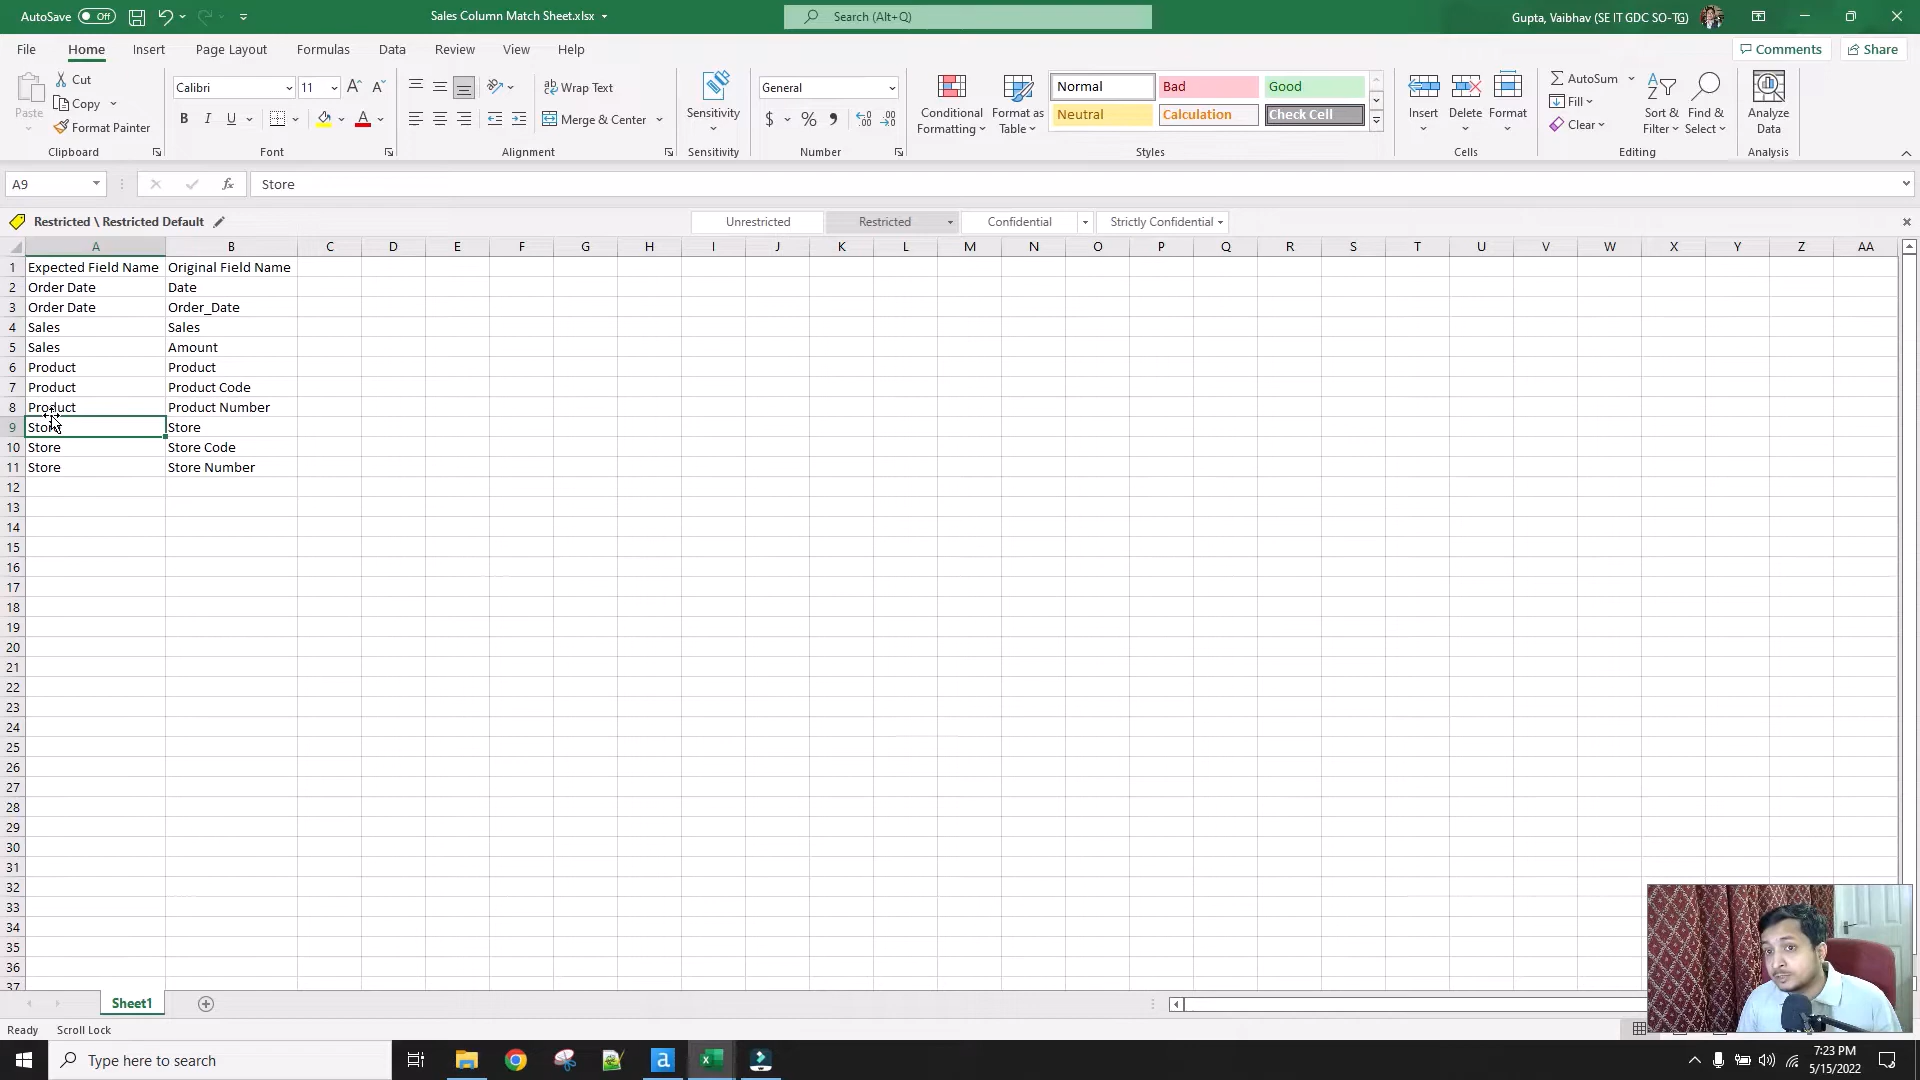 AutoSave Off Sales Column Match Sheet.xlsx Search (Alt+Q) Gupta, Vaibhav (SE IT GDC SO-TG)
File Home Insert Page Layout Formulas Data Review View Help Comments Share
Paste Cut Copy Format Painter
Calibri 11 B I U
Wrap Text
Merge & Center
Sensitivity
General
$ %
Conditional Formatting
Format as Table
Normal Bad Good
Neutral Calculation Check Cell
Insert Delete Format
AutoSum
Fill
Clear
Sort & Filter
Find & Select
Analyze Data
Clipboard Font Alignment Sensitivity Number Styles Cells Editing Analysis
A9 fx Store
Restricted \ Restricted Default Unrestricted Restricted Confidential Strictly Confidential
A B C D E F G H I J K L M N O P Q R S T U V W X Y Z AA
1 Expected Field Name Original Field Name
2 Order Date Date
3 Order Date Order_Date
4 Sales Sales
5 Sales Amount
6 Product Product
7 Product Product Code
8 Product Product Number
9 Store Store
10 Store Store Code
11 Store Store Number
12
13
14
15
16
17
18
19
20
21
22
23
24
25
26
27
28
29
30
31
32
33
34
35
36
37
Sheet1
Ready Scroll Lock
Type here to search
7:23 PM
5/15/2022